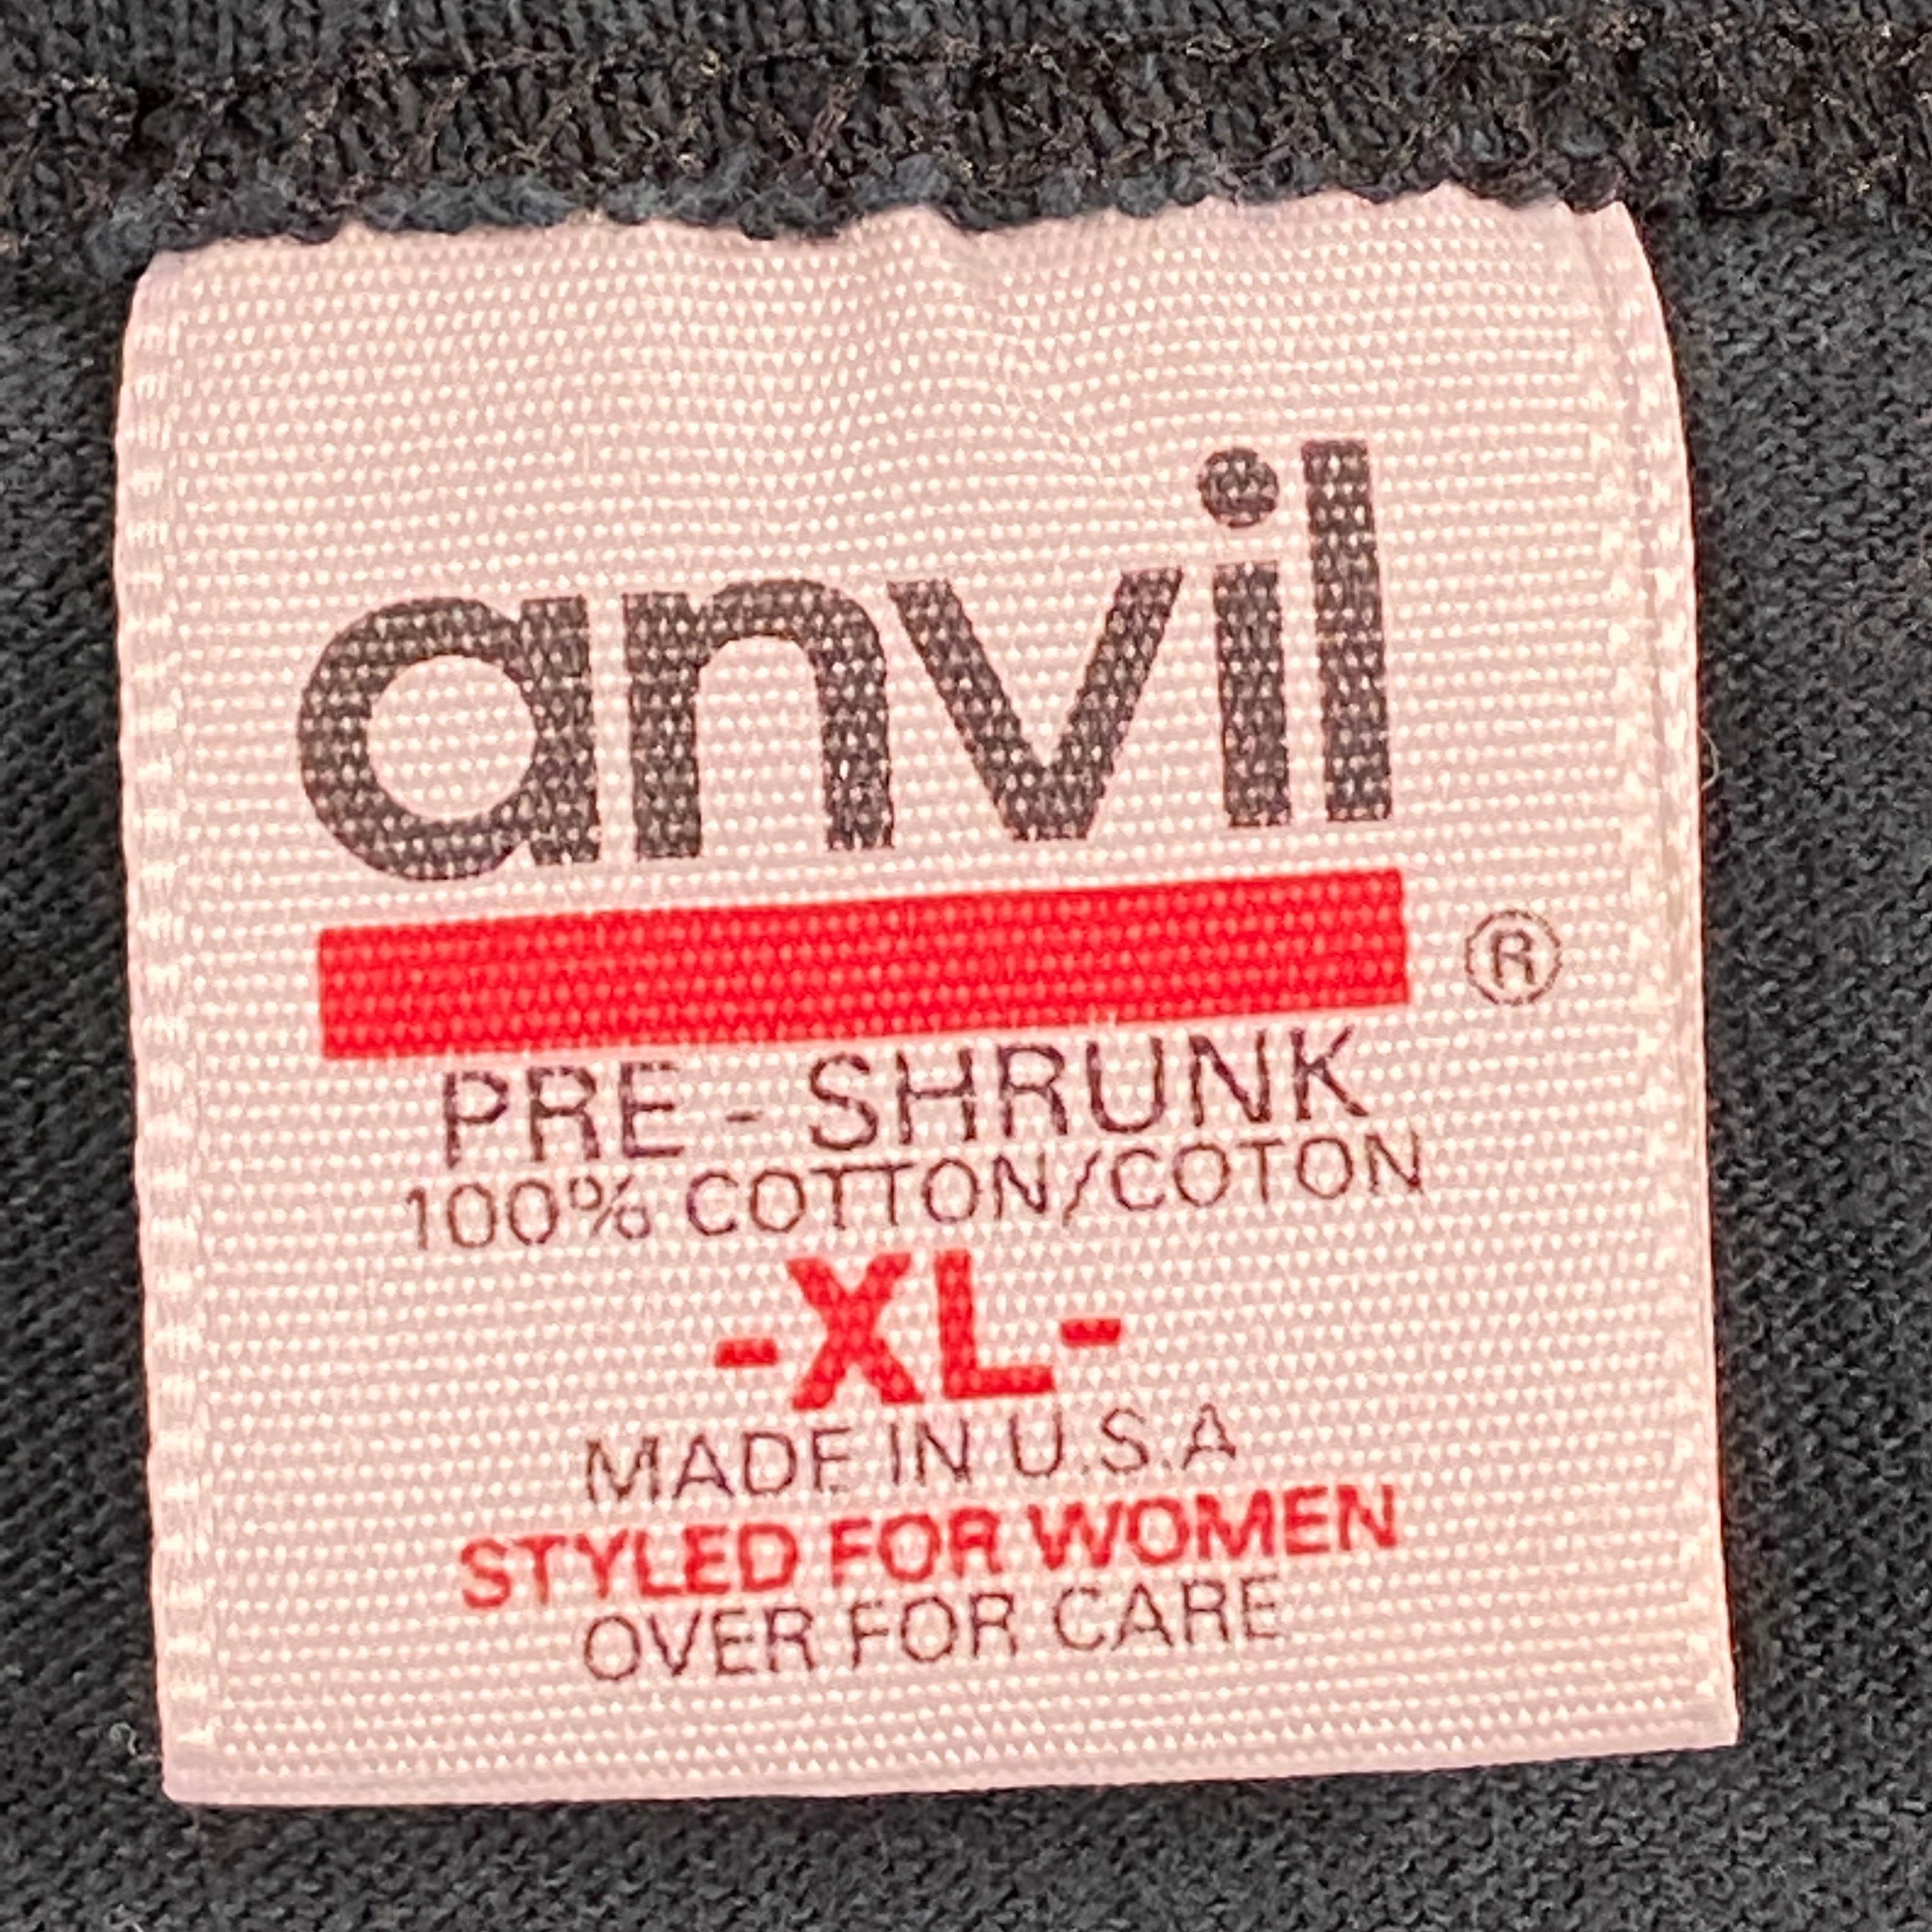 anvil
®
PRE - SHRUNK
100% COTTON/COTON
-XL-
MADE IN U.S.A
STYLED FOR WOMEN
OVER FOR CARE